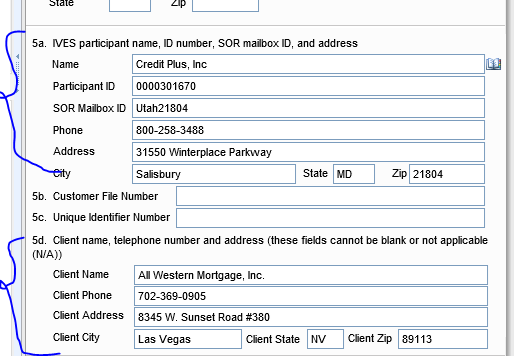 State Zip
5a. IVES participant name, ID number, SOR mailbox ID, and address
Name Credit Plus, Inc
Participant ID 0000301670
SOR Mailbox ID Utah21804
Phone 800-258-3488
Address 31550 Winterplace Parkway
City Salisbury State MD Zip 21804
5b. Customer File Number
5c. Unique Identifier Number
5d. Client name, telephone number and address (these fields cannot be blank or not applicable
(N/A))
Client Name All Western Mortgage, Inc.
Client Phone 702-369-0905
Client Address 8345 W. Sunset Road #380
Client City Las Vegas Client State NV Client Zip 89113